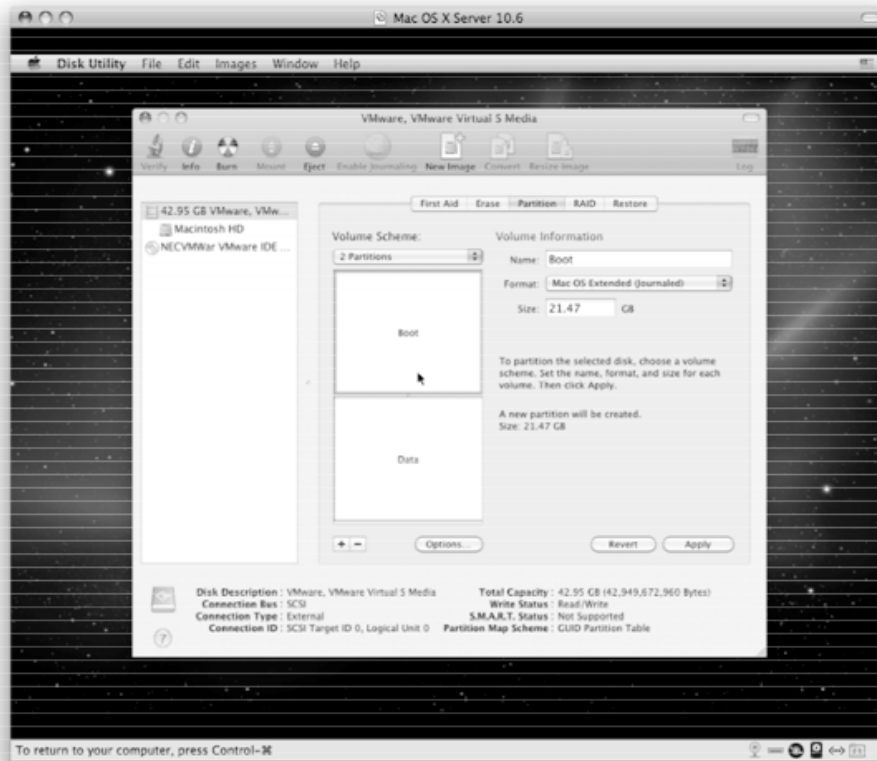 Mac OS X Server 10.6
Disk Utility File Edit Images Window Help
VMware, VMware Virtual S Media
Verify Info Burn Mount Eject Enable Journaling New Image Convert Resize Image Log
First Aid Erase Partition RAID Restore
42.95 GB VMware, VMw...
Macintosh HD
NECVMWar VMware IDE ...
Volume Scheme:
2 Partitions
Boot
Data
+ − Options...
Volume Information
Name: Boot
Format: Mac OS Extended (Journaled)
Size: 21.47 GB
To partition the selected disk, choose a volume
scheme. Set the name, format, and size for each
volume. Then click Apply.
A new partition will be created.
Size: 21.47 GB
Revert Apply
Disk Description : VMware, VMware Virtual S Media
Connection Bus : SCSI
Connection Type : External
Connection ID : SCSI Target ID 0, Logical Unit 0
Total Capacity : 42.95 GB (42,949,672,960 Bytes)
Write Status : Read/Write
S.M.A.R.T. Status : Not Supported
Partition Map Scheme : GUID Partition Table
?
To return to your computer, press Control-⌘